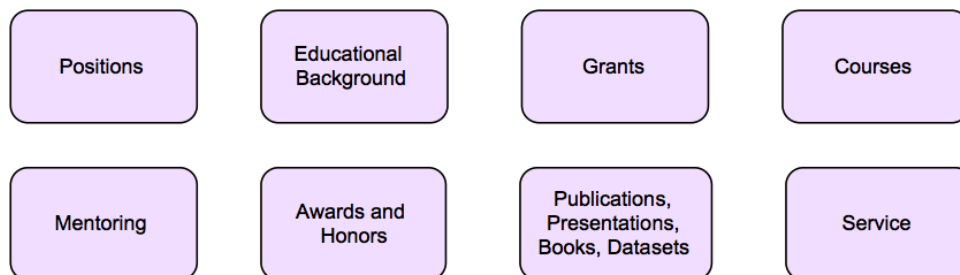 Positions
Educational
Background
Grants
Courses
Mentoring
Awards and
Honors
Publications,
Presentations,
Books, Datasets
Service